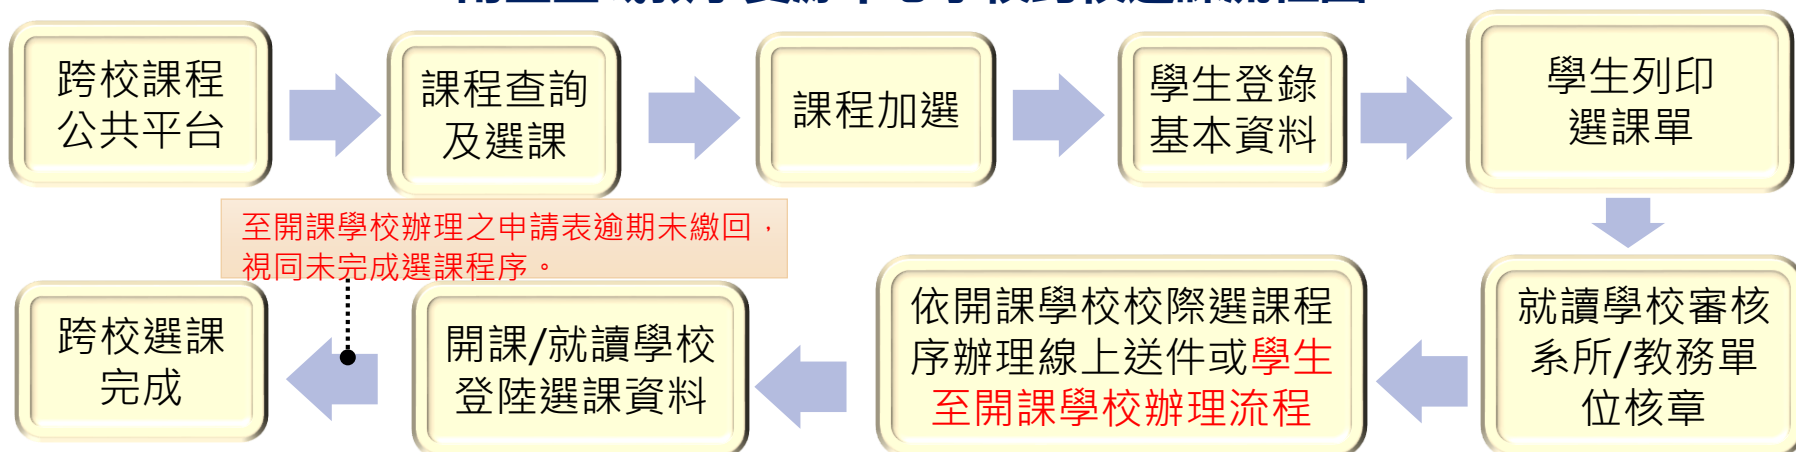 跨校課程
公共平台
課程查詢
及選課
課程加選
學生登錄
基本資料
學生列印
選課單
至開課學校辦理之申請表逾期未繳回，
視同未完成選課程序。
就讀學校審核
系所/教務單
位核章
依開課學校校際選課程
序辦理線上送件或學生
至開課學校辦理流程
開課/就讀學校
登陸選課資料
跨校選課
完成